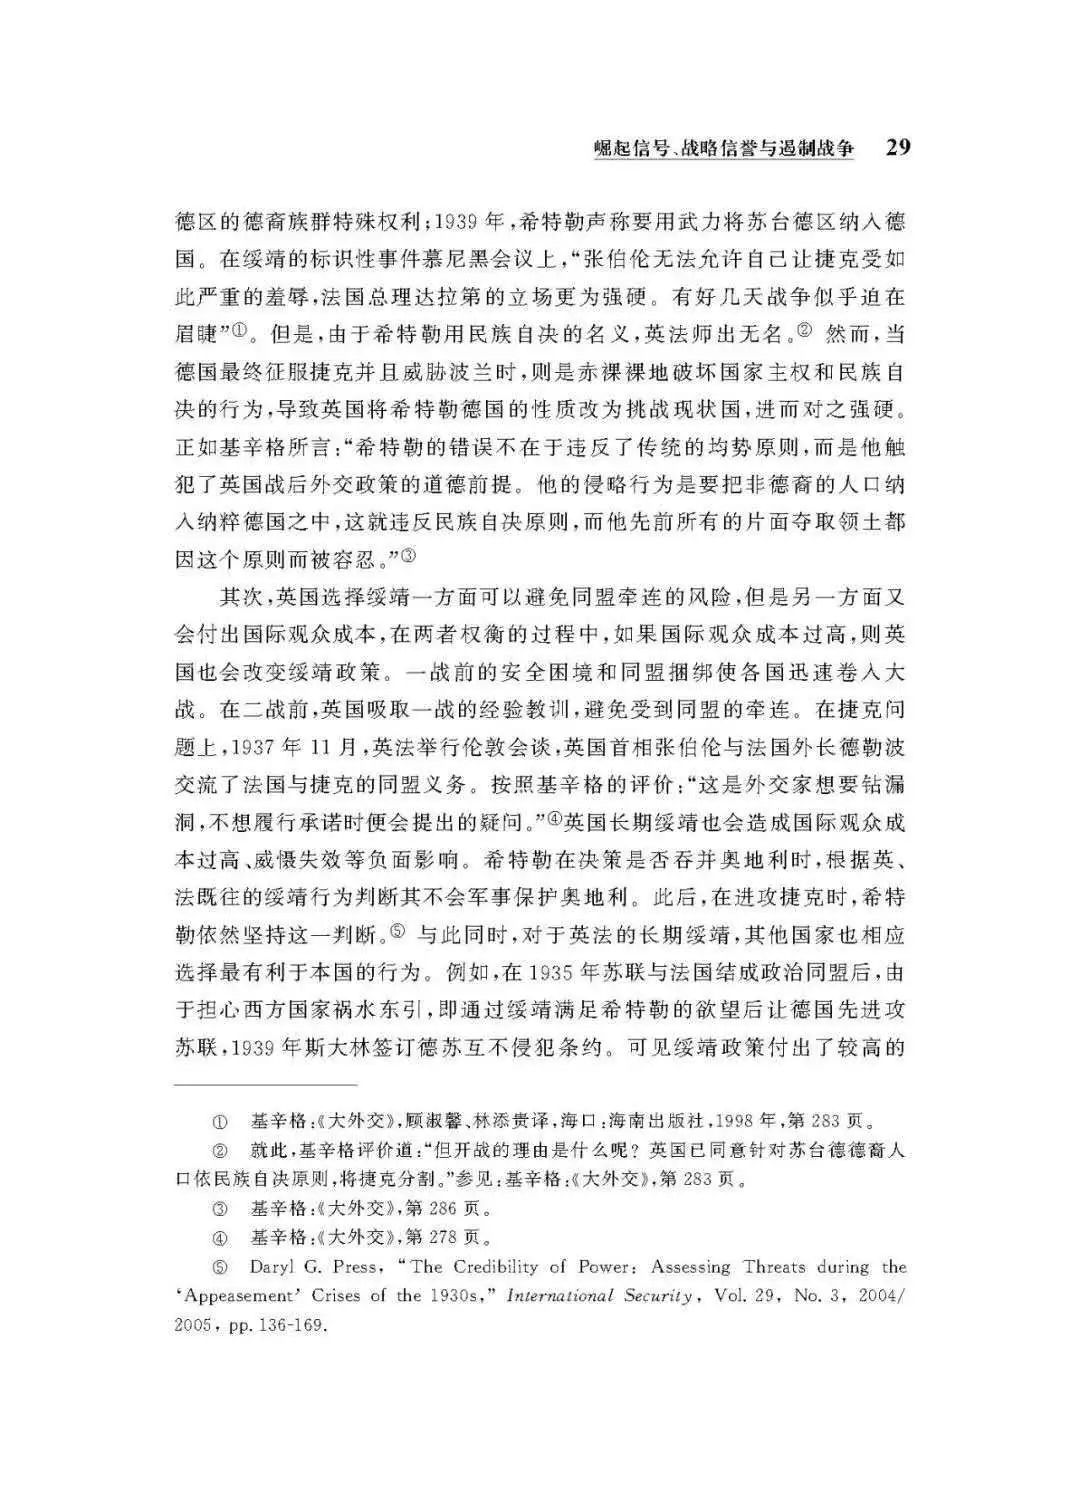 崛起信号、战略信誉与遏制战争 29
德区的德裔族群特殊权利;1939 年,希特勒声称要用武力将苏台德区纳入德
国。在绥靖的标识性事件慕尼黑会议上,“张伯伦无法允许自己让捷克受如
此严重的羞辱,法国总理达拉第的立场更为强硬。有好几天战争似乎迫在
眉睫”①。但是,由于希特勒用民族自决的名义,英法师出无名。② 然而,当
德国最终征服捷克并且威胁波兰时,则是赤裸裸地破坏国家主权和民族自
决的行为,导致英国将希特勒德国的性质改为挑战现状国,进而对之强硬。
正如基辛格所言:“希特勒的错误不在于违反了传统的均势原则,而是他触
犯了英国战后外交政策的道德前提。他的侵略行为是要把非德裔的人口纳
入纳粹德国之中,这就违反民族自决原则,而他先前所有的片面夺取领土都
因这个原则而被容忍。”③
其次,英国选择绥靖一方面可以避免同盟牵连的风险,但是另一方面又
会付出国际观众成本,在两者权衡的过程中,如果国际观众成本过高,则英
国也会改变绥靖政策。一战前的安全困境和同盟捆绑使各国迅速卷入大
战。在二战前,英国吸取一战的经验教训,避免受到同盟的牵连。在捷克问
题上,1937 年 11 月,英法举行伦敦会谈,英国首相张伯伦与法国外长德勒波
交流了法国与捷克的同盟义务。按照基辛格的评价:“这是外交家想要钻漏
洞,不想履行承诺时便会提出的疑问。”④英国长期绥靖也会造成国际观众成
本过高、威慑失效等负面影响。希特勒在决策是否吞并奥地利时,根据英、
法既往的绥靖行为判断其不会军事保护奥地利。此后,在进攻捷克时,希特
勒依然坚持这一判断。⑤ 与此同时,对于英法的长期绥靖,其他国家也相应
选择最有利于本国的行为。例如,在 1935 年苏联与法国结成政治同盟后,由
于担心西方国家祸水东引,即通过绥靖满足希特勒的欲望后让德国先进攻
苏联,1939 年斯大林签订德苏互不侵犯条约。可见绥靖政策付出了较高的
① 基辛格:《大外交》,顾淑馨、林添贵译,海口:海南出版社,1998 年,第 283 页。
② 就此,基辛格评价道:“但开战的理由是什么呢? 英国已同意针对苏台德德裔人
口依民族自决原则,将捷克分割。”参见:基辛格:《大外交》,第 283 页。
③ 基辛格:《大外交》,第 286 页。
④ 基辛格:《大外交》,第 278 页。
⑤ Daryl G. Press, “The Credibility of Power: Assessing Threats during the
‘Appeasement’ Crises of the 1930s,” International Security, Vol. 29, No. 3, 2004/
2005, pp. 136-169.